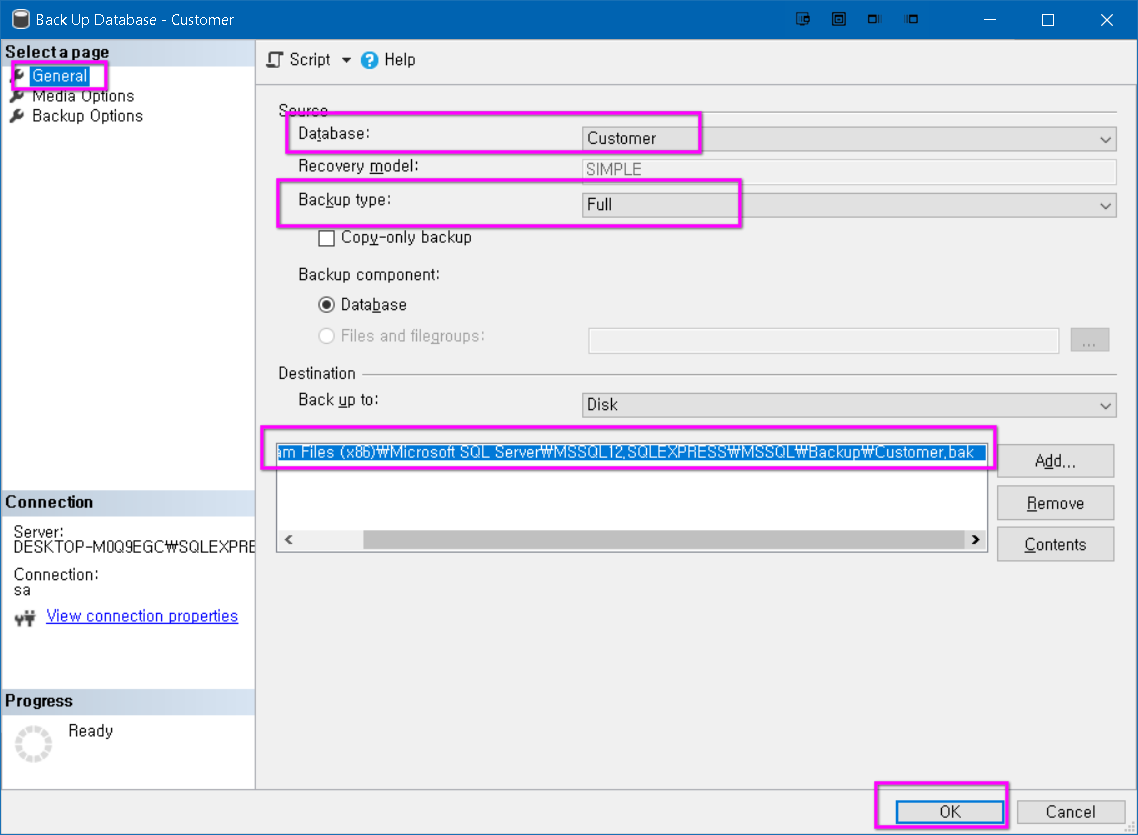 Back Up Database - Customer
Select a page
General
Media Options
Backup Options
Script
Help
Source
Database:
Customer
Recovery model:
SIMPLE
Backup type:
Full
Copy-only backup
Backup component:
Database
Files and filegroups:
...
Destination
Back up to:
Disk
am Files (x86)₩Microsoft SQL Server₩MSSQL12.SQLEXPRESS₩MSSQL₩Backup₩Customer.bak
Add...
Remove
Contents
Connection
Server:
DESKTOP-M0Q9EGC₩SQLEXPRE
Connection:
sa
View connection properties
Progress
Ready
OK
Cancel